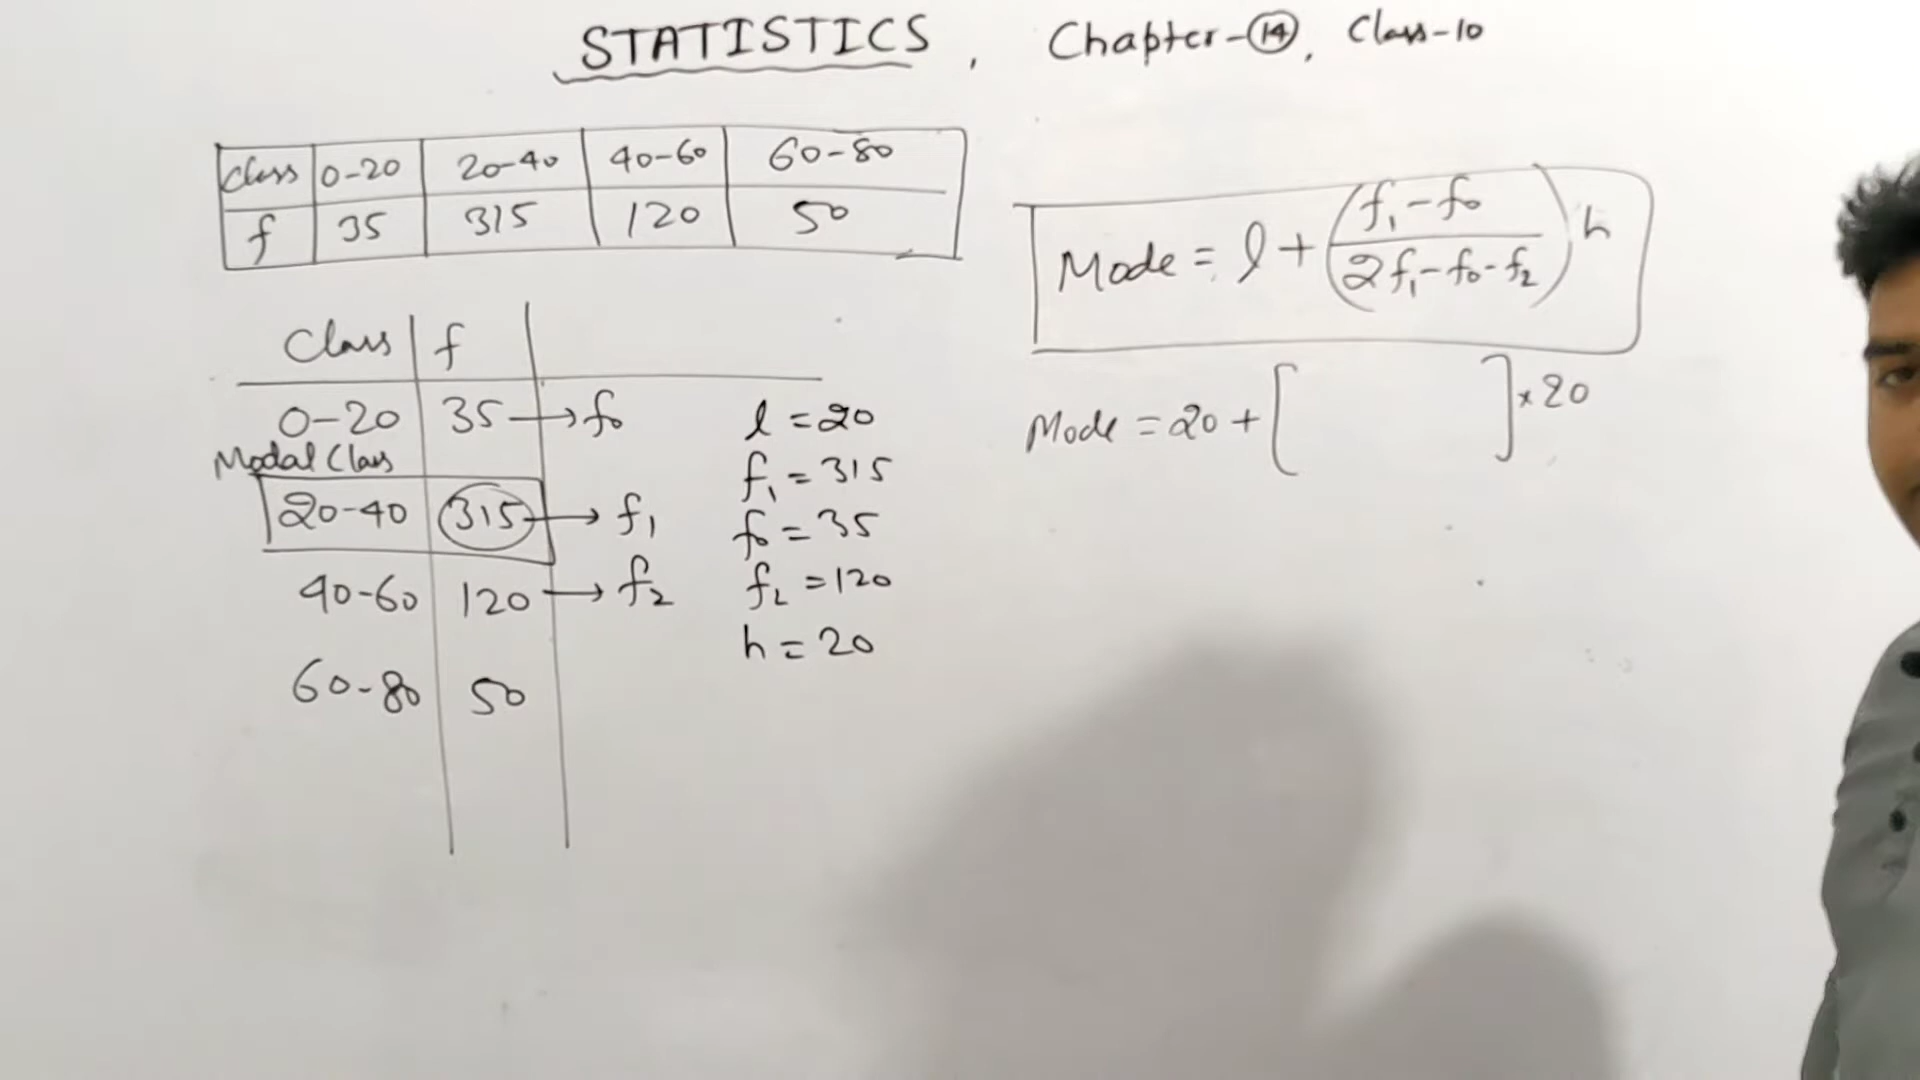 STATISTICS, Chapter-14, Class-10
Class 0-20 20-40 40-60 60-80
f 35 315 120 50
Mode = l + (f₁-f₀ / 2f₁-f₀-f₂) h
Class f
0-20 35 → f₀
Modal Class
20-40 315 → f₁
40-60 120 → f₂
60-80 50
l = 20
f₁ = 315
f₀ = 35
f₂ = 120
h = 20
Mode = 20 + [ ] × 20